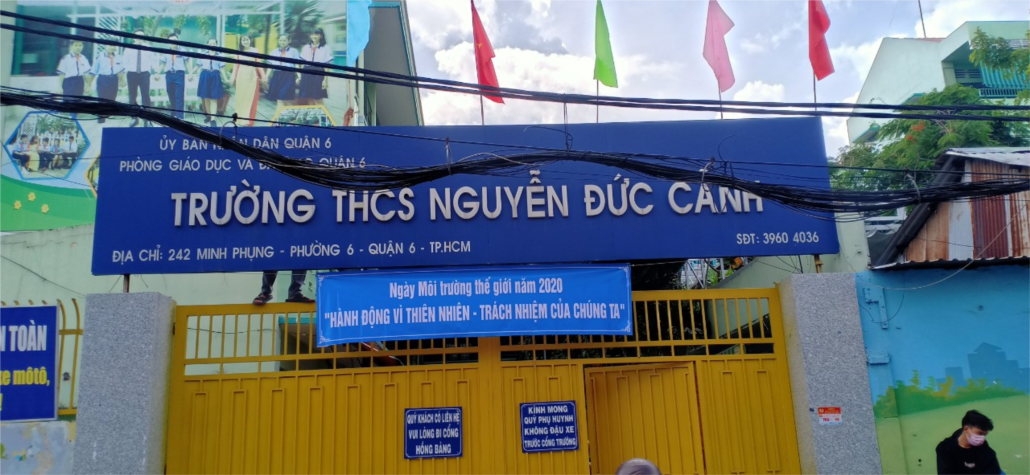 ỦY BAN NHÂN DÂN QUẬN 6
PHÒNG GIÁO DỤC VÀ ĐÀO TẠO QUẬN 6
TRƯỜNG THCS NGUYỄN ĐỨC CẢNH
ĐỊA CHỈ: 242 MINH PHỤNG - PHƯỜNG 6 - QUẬN 6 - TP.HCM
SĐT: 3960 4036
Ngày Môi trường thế giới năm 2020
"HÀNH ĐỘNG VÌ THIÊN NHIÊN - TRÁCH NHIỆM CỦA CHÚNG TA"
N TOÀN
xe môtô,
QUÝ KHÁCH CÓ LIÊN HỆ
VUI LÒNG ĐI CỔNG
HỒNG BÀNG
KÍNH MONG
QUÝ PHỤ HUYNH
KHÔNG ĐẬU XE
TRƯỚC CỔNG TRƯỜNG